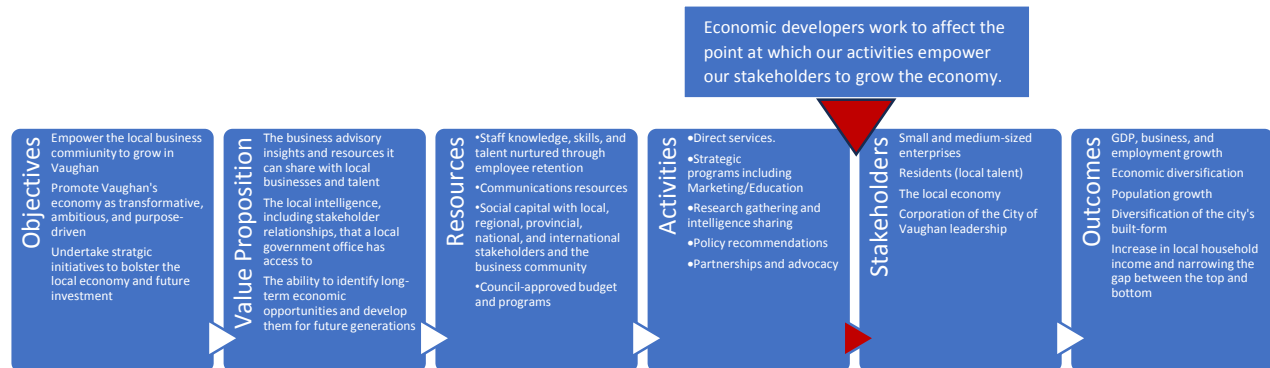 Economic developers work to affect the
point at which our activities empower
our stakeholders to grow the economy.
Objectives
Empower the local business
commiunity to grow in
Vaughan
Promote Vaughan's
economy as transformative,
ambitious, and purpose-
driven
Undertake stratgic
initiatives to bolster the
local economy and future
investment
Value Proposition
The business advisory
insights and resources it
can share with local
businesses and talent
The local intelligence,
including stakeholder
relationships, that a local
government office has
access to
The ability to identify long-
term economic
opportunities and develop
them for future generations
Resources
•Staff knowledge, skills, and
talent nurtured through
employee retention
•Communications resources
•Social capital with local,
regional, provincial,
national, and international
stakeholders and the
business community
•Council-approved budget
and programs
Activities
•Direct services.
•Strategic
programs including
Marketing/Education
•Research gathering and
intelligence sharing
•Policy recommendations
•Partnerships and advocacy
Stakeholders
Small and medium-sized
enterprises
Residents (local talent)
The local economy
Corporation of the City of
Vaughan leadership
Outcomes
GDP, business, and
employment growth
Economic diversification
Population growth
Diversification of the city's
built-form
Increase in local household
income and narrowing the
gap between the top and
bottom